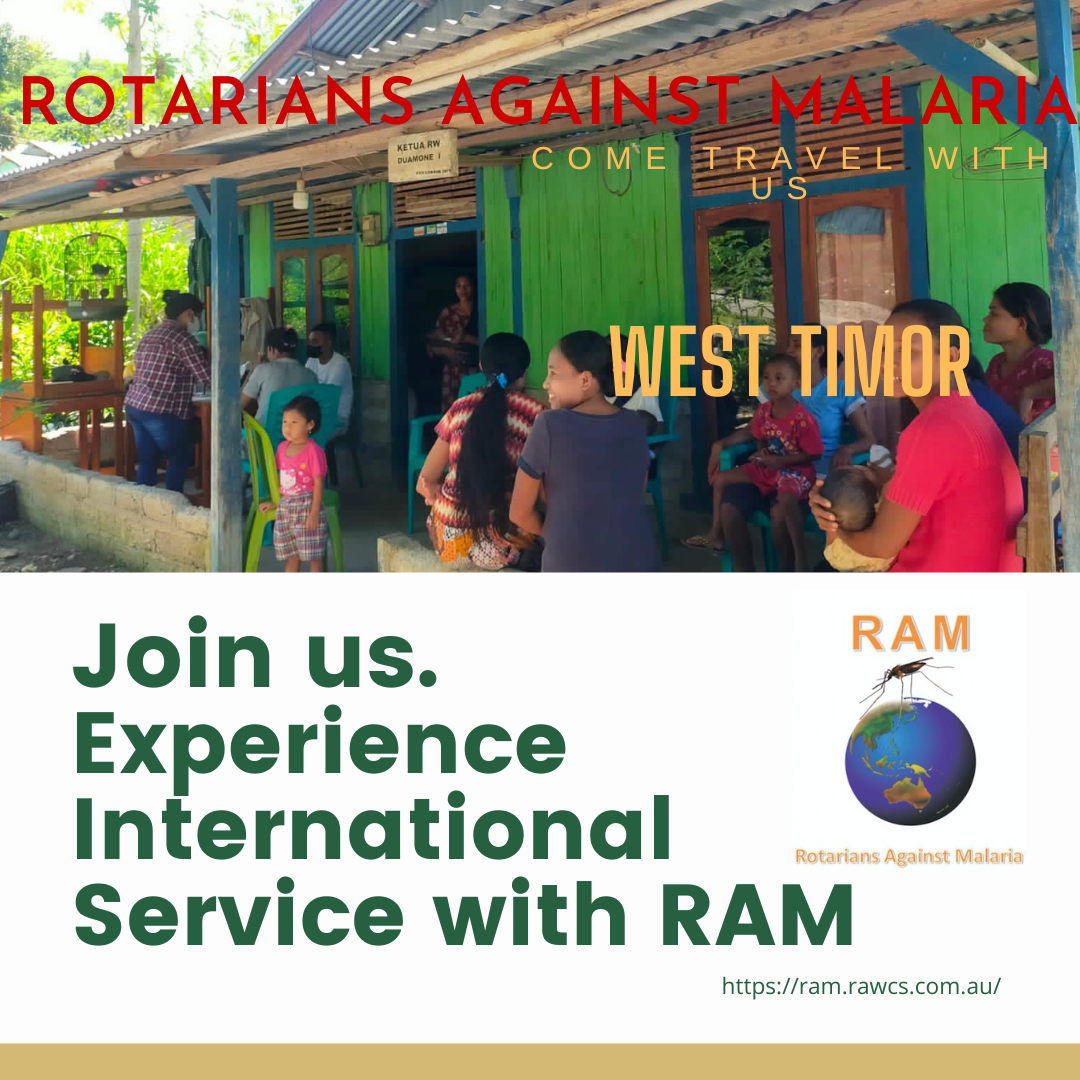 ROTARIANS AGAINST MALARIA
COME TRAVEL WITH
US
KETUA RW
DUAMONE I
WEST TIMOR
Join us.
Experience
International
Service with RAM
RAM
Rotarians Against Malaria
https://ram.rawcs.com.au/